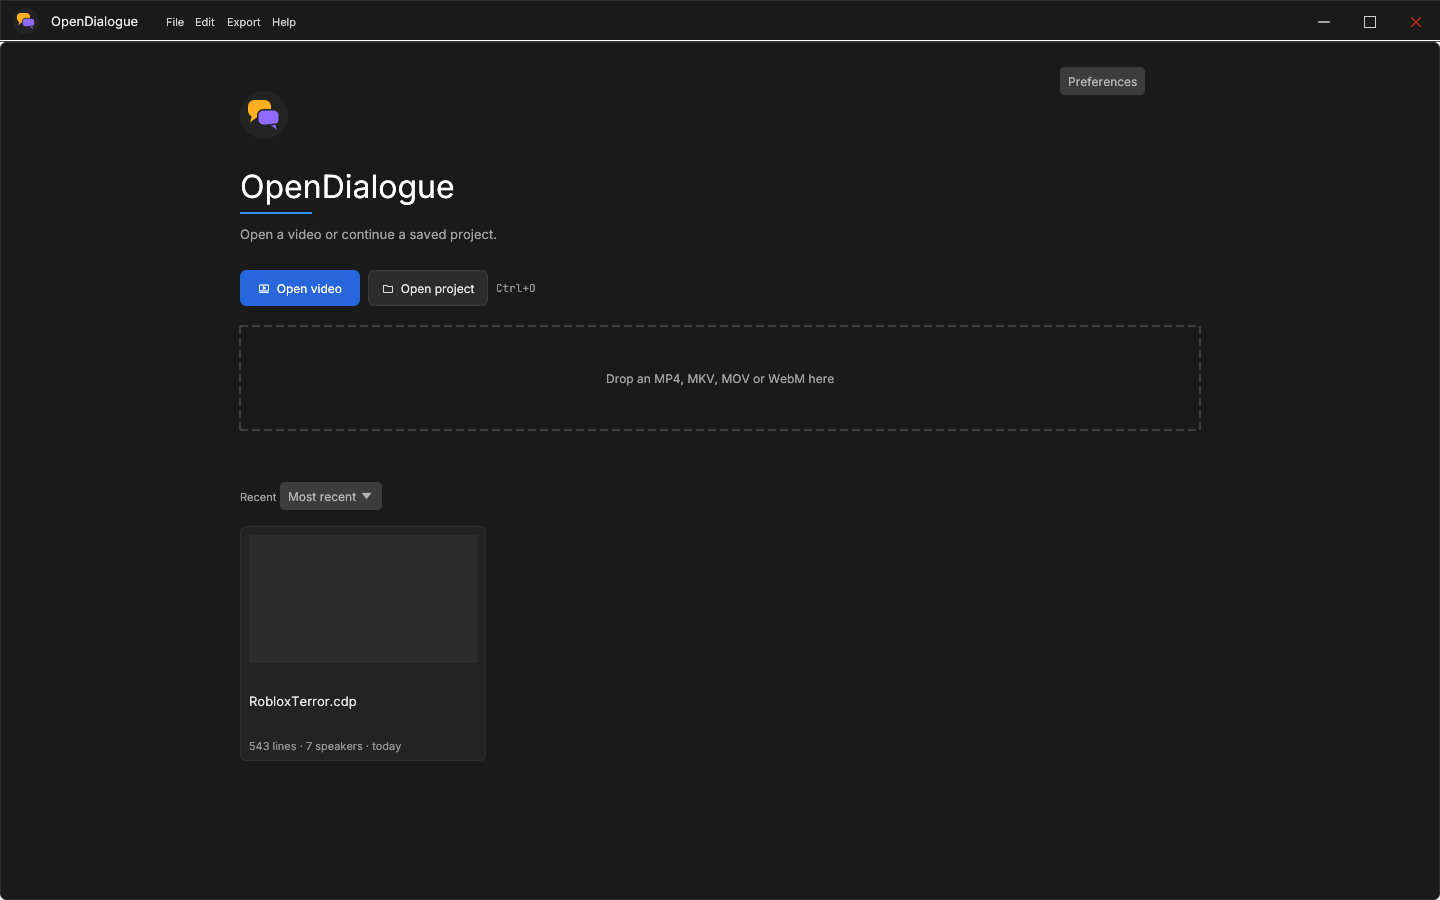 OpenDialogue File Edit Export Help
Preferences
OpenDialogue
Open a video or continue a saved project.
Open video Open project Ctrl+O
Drop an MP4, MKV, MOV or WebM here
Recent Most recent
RobloxTerror.cdp
543 lines · 7 speakers · today